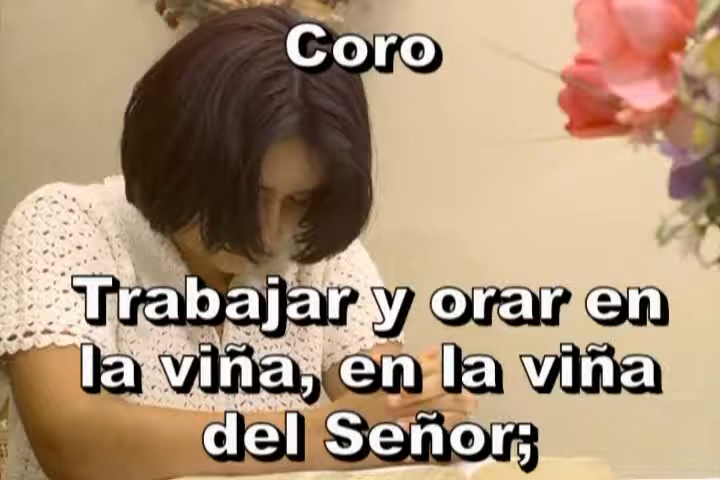 Coro
Trabajar y orar en
la viña, en la viña
del Señor;